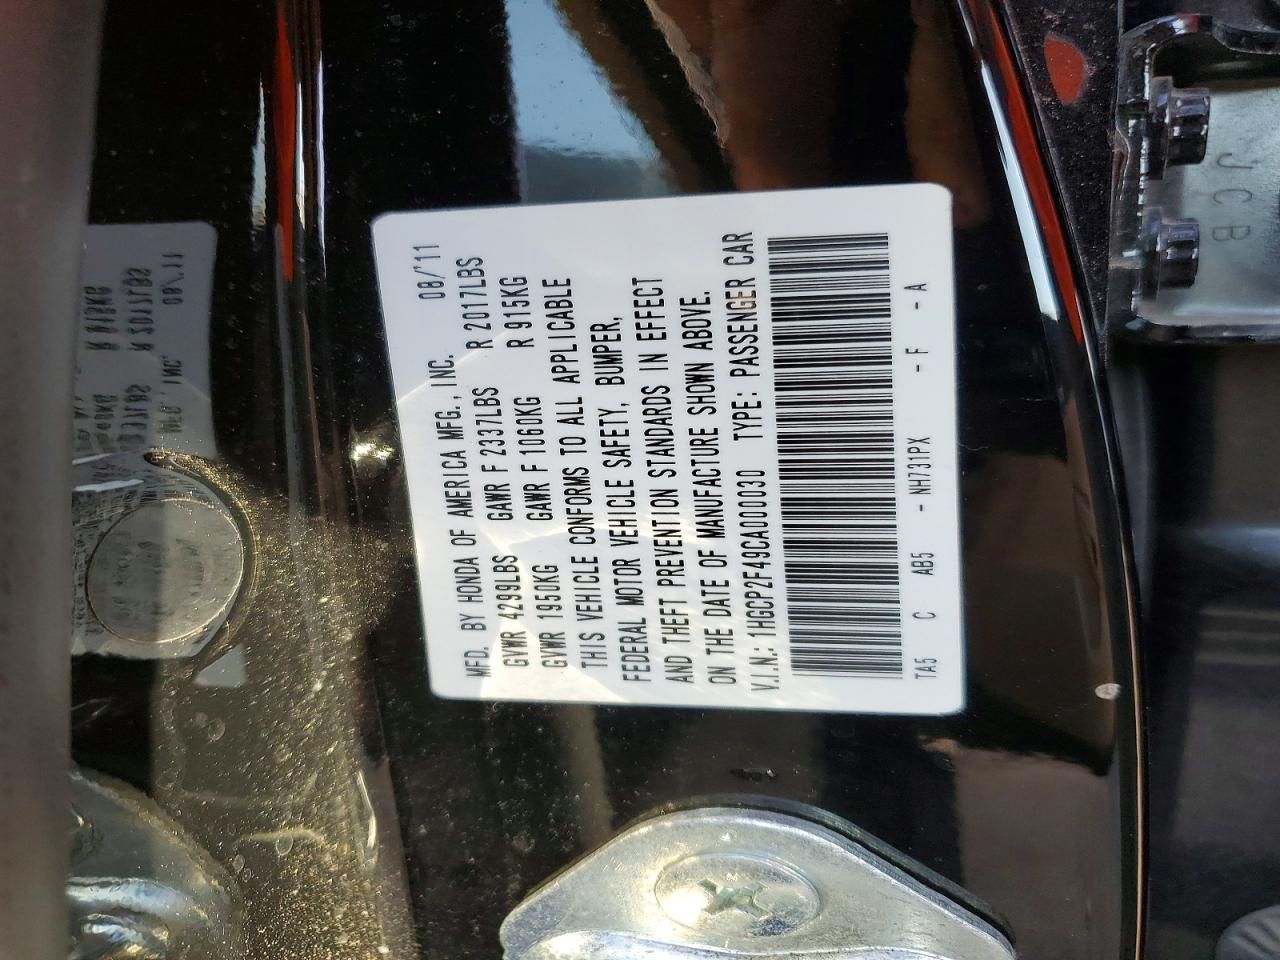 MFD. BY HONDA OF AMERICA MFG., INC. 08/'11
GVWR 4299LBS GAWR F 2337LBS R 2017LBS
GVWR 1950KG GAWR F 1060KG R 915KG
THIS VEHICLE CONFORMS TO ALL APPLICABLE
FEDERAL MOTOR VEHICLE SAFETY, BUMPER,
AND THEFT PREVENTION STANDARDS IN EFFECT
ON THE DATE OF MANUFACTURE SHOWN ABOVE.
V.I.N.: 1HGCP2F49CA000030 TYPE: PASSENGER CAR
TA5 C AB5 - NH731PX - F - A
JCB